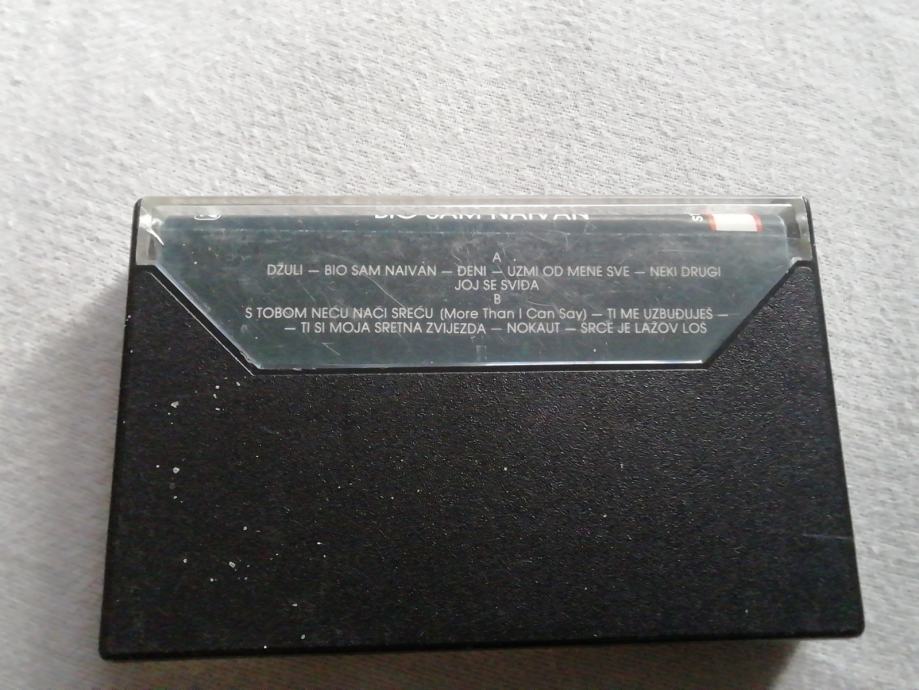 BIO SAM NAIVAN
A
DŽULI – BIO SAM NAIVAN – ĐENI – UZMI OD MENE SVE – NEKI DRUGI
JOJ SE SVIĐA
B
S TOBOM NEĆU NAĆI SREĆU (More Than I Can Say) – TI ME UZBUĐUJEŠ –
– TI SI MOJA SRETNA ZVIJEZDA – NOKAUT – SRCE JE LAŽOV LOŠ